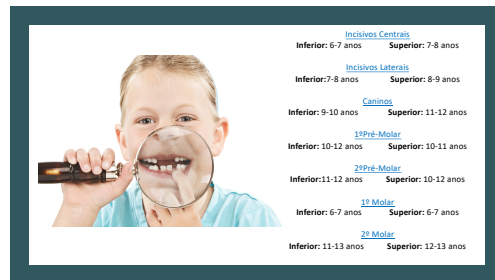 Incisivos Centrais
Inferior: 6-7 anos Superior: 7-8 anos
Incisivos Laterais
Inferior:7-8 anos Superior: 8-9 anos
Caninos
Inferior: 9-10 anos Superior: 11-12 anos
1ºPré-Molar
Inferior: 10-12 anos Superior: 10-11 anos
2ºPré-Molar
Inferior:11-12 anos Superior: 10-12 anos
1º Molar
Inferior: 6-7 anos Superior: 6-7 anos
2º Molar
Inferior: 11-13 anos Superior: 12-13 anos